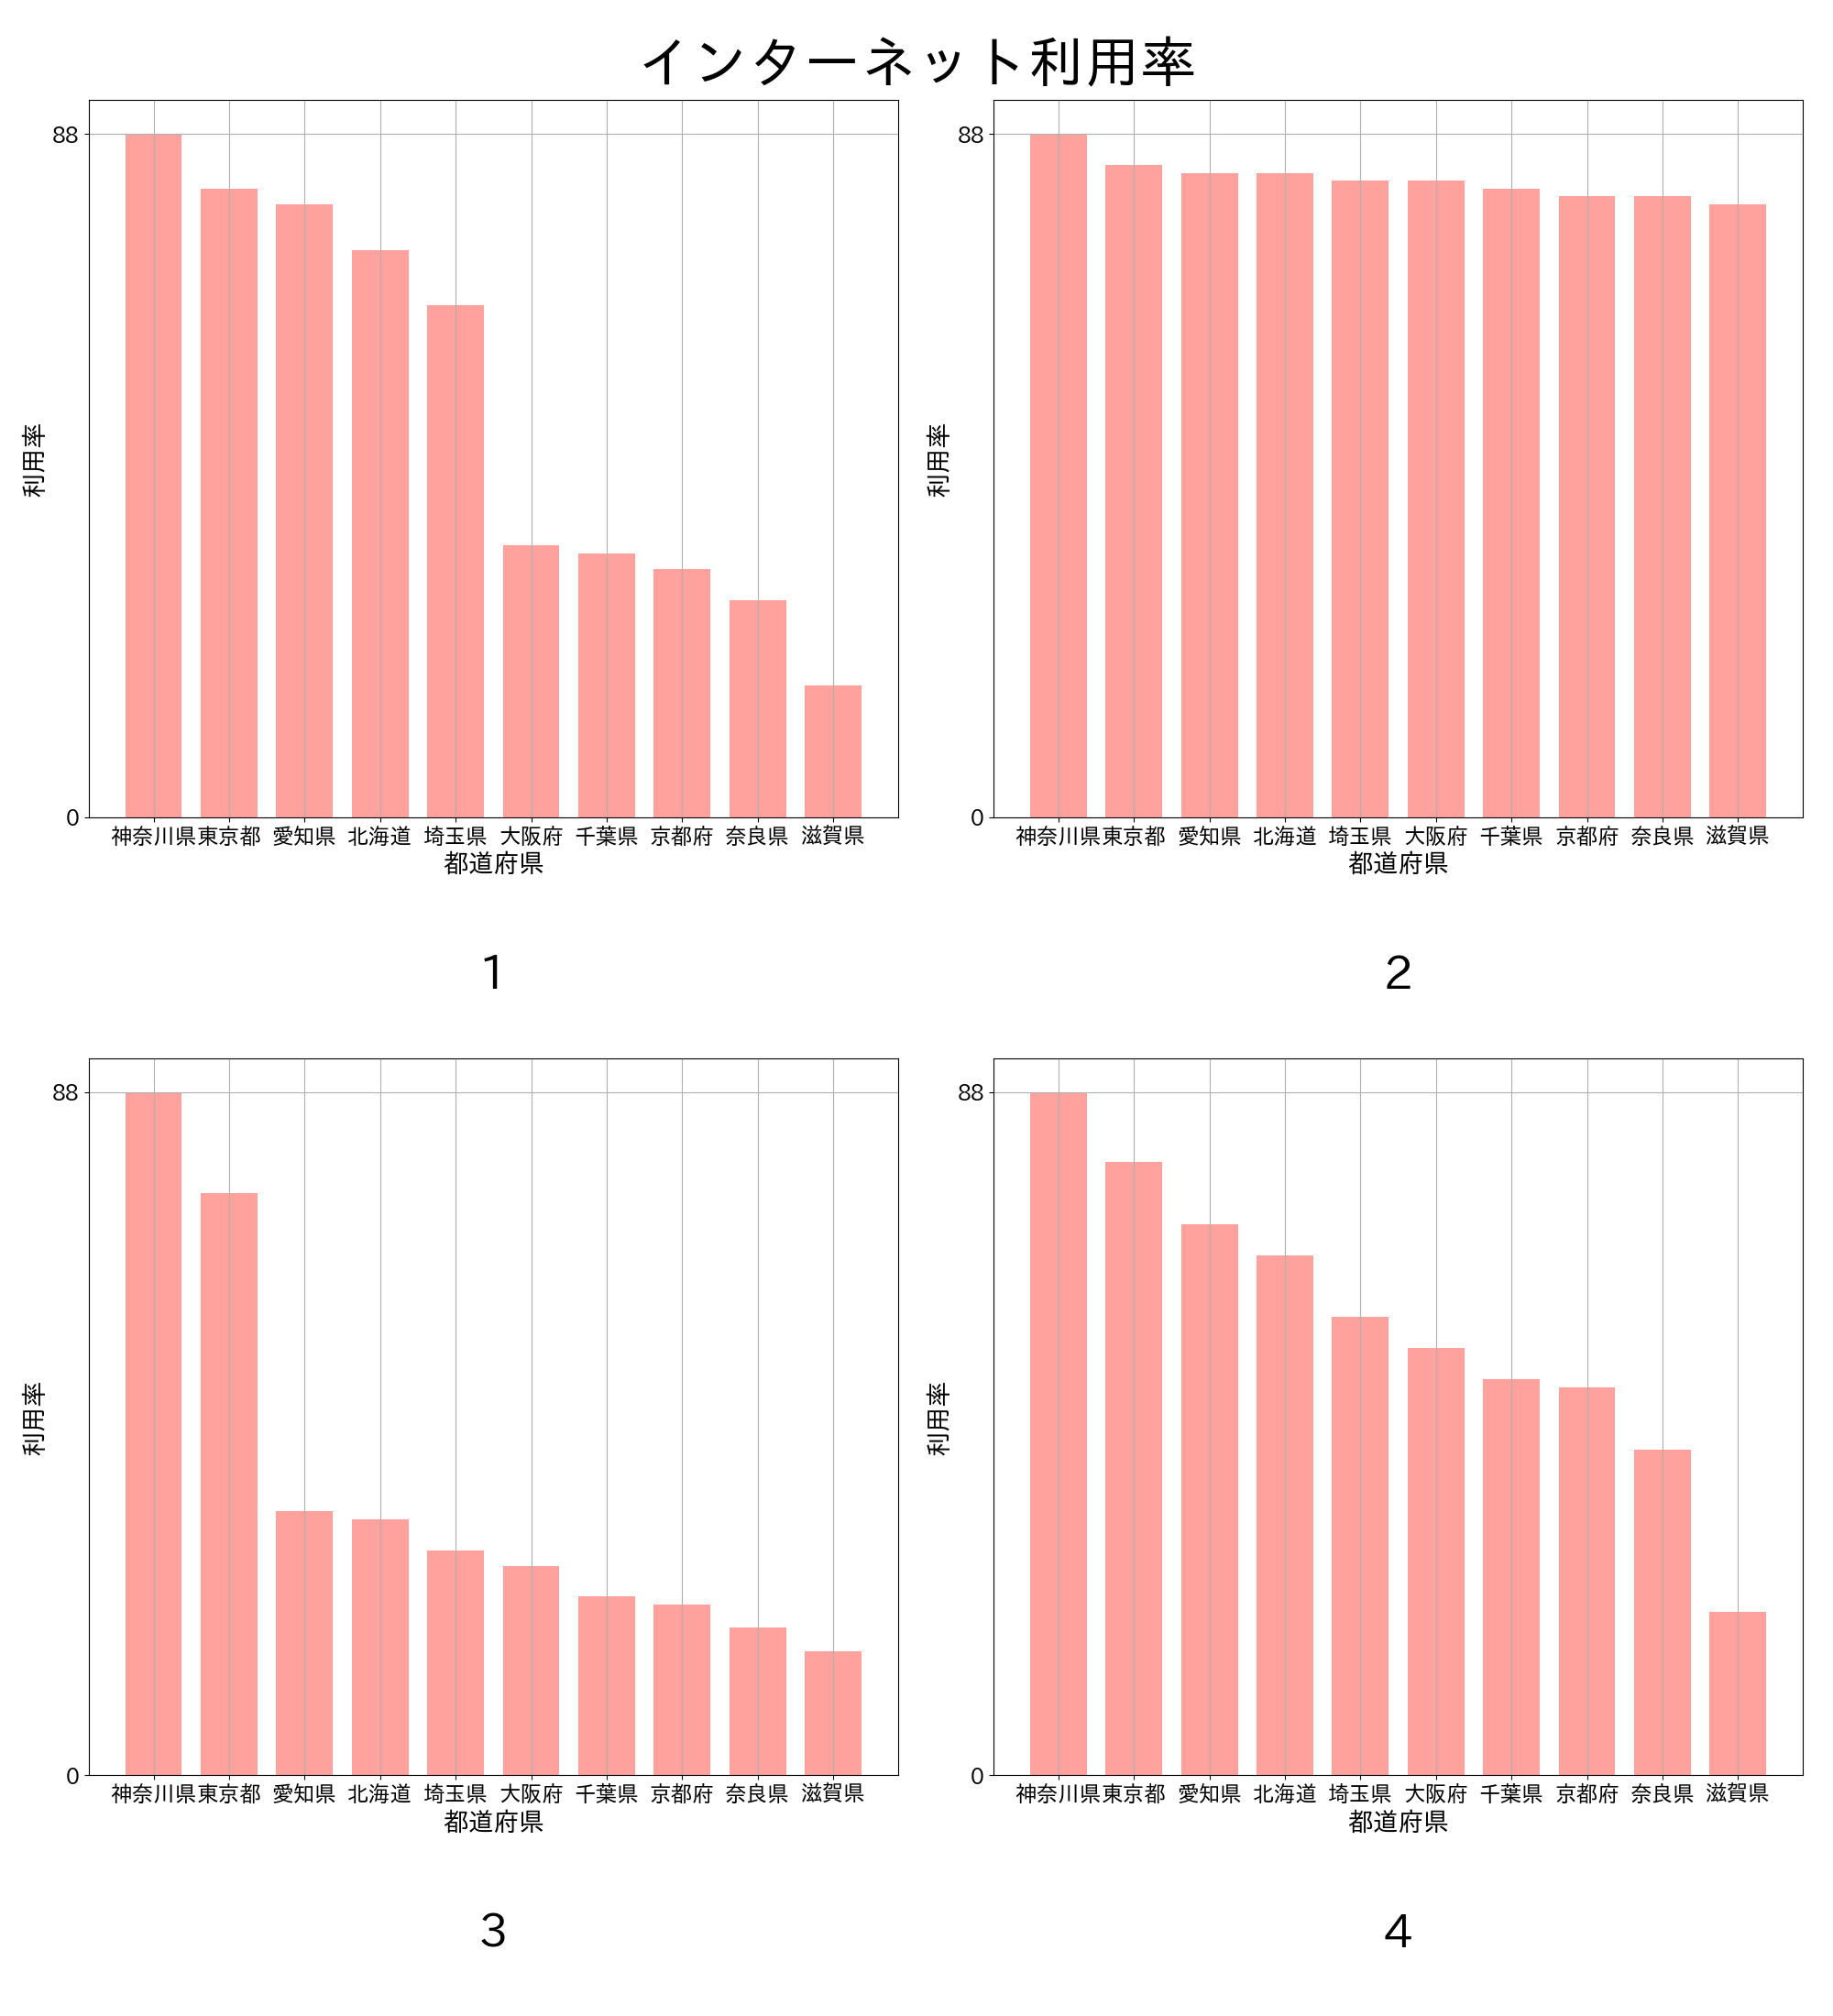 インターネット利用率
88
0
利用率
神奈川県 東京都 愛知県 北海道 埼玉県 大阪府 千葉県 京都府 奈良県 滋賀県
都道府県
1
88
0
利用率
神奈川県 東京都 愛知県 北海道 埼玉県 大阪府 千葉県 京都府 奈良県 滋賀県
都道府県
2
88
0
利用率
神奈川県 東京都 愛知県 北海道 埼玉県 大阪府 千葉県 京都府 奈良県 滋賀県
都道府県
3
88
0
利用率
神奈川県 東京都 愛知県 北海道 埼玉県 大阪府 千葉県 京都府 奈良県 滋賀県
都道府県
4